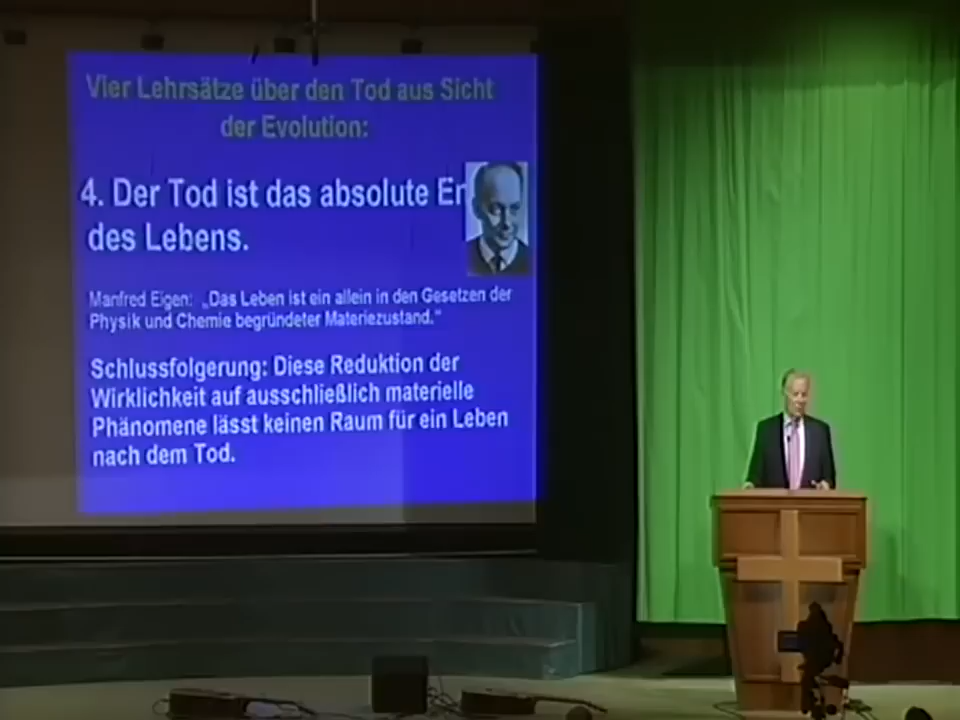 Vier Lehrsätze über den Tod aus Sicht
der Evolution:
4. Der Tod ist das absolute
des Lebens.
Manfred Eigen: „Das Leben ist ein allein in den Gesetzen der
Physik und Chemie begründeter Materiezustand.“
Schlussfolgerung: Diese Reduktion der
Wirklichkeit auf ausschließlich materielle
Phänomene lässt keinen Raum für ein Leben
nach dem Tod.